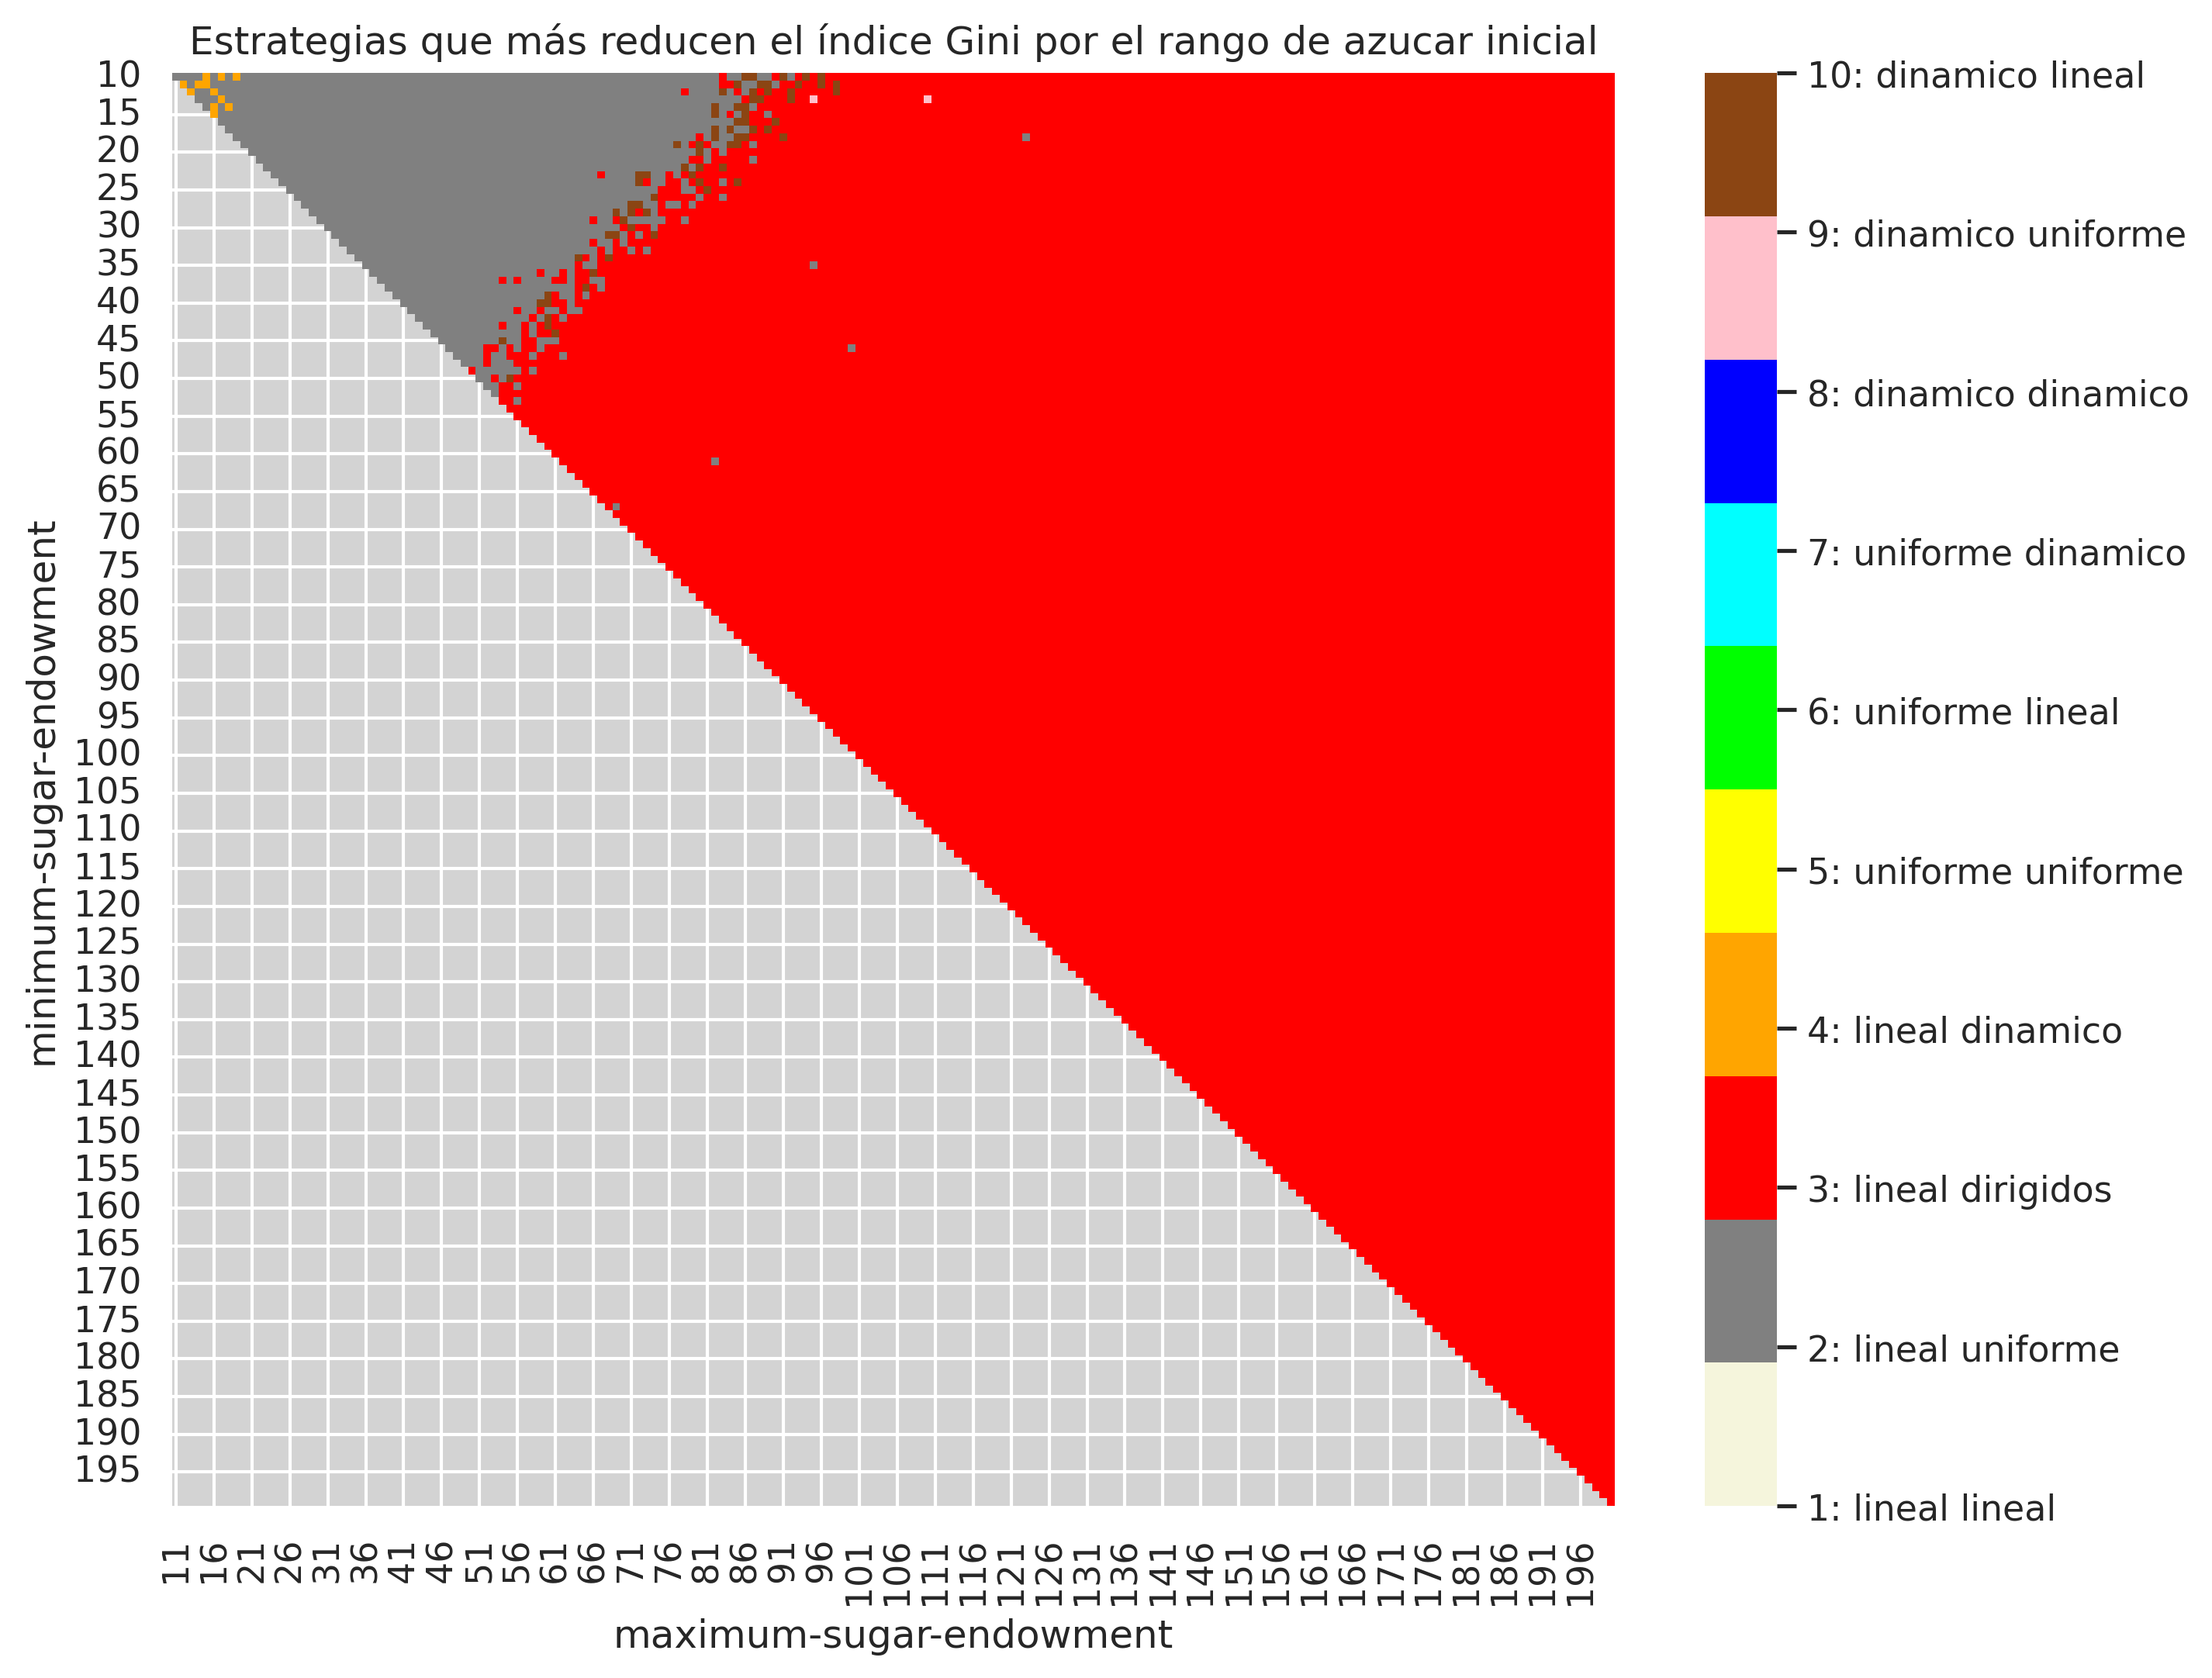 Estrategias que más reducen el índice Gini por el rango de azucar inicial
minimum-sugar-endowment
10
15
20
25
30
35
40
45
50
55
60
65
70
75
80
85
90
95
100
105
110
115
120
125
130
135
140
145
150
155
160
165
170
175
180
185
190
195
11 16 21 26 31 36 41 46 51 56 61 66 71 76 81 86 91 96 101 106 111 116 121 126 131 136 141 146 151 156 161 166 171 176 181 186 191 196
maximum-sugar-endowment
10: dinamico lineal
9: dinamico uniforme
8: dinamico dinamico
7: uniforme dinamico
6: uniforme lineal
5: uniforme uniforme
4: lineal dinamico
3: lineal dirigidos
2: lineal uniforme
1: lineal lineal